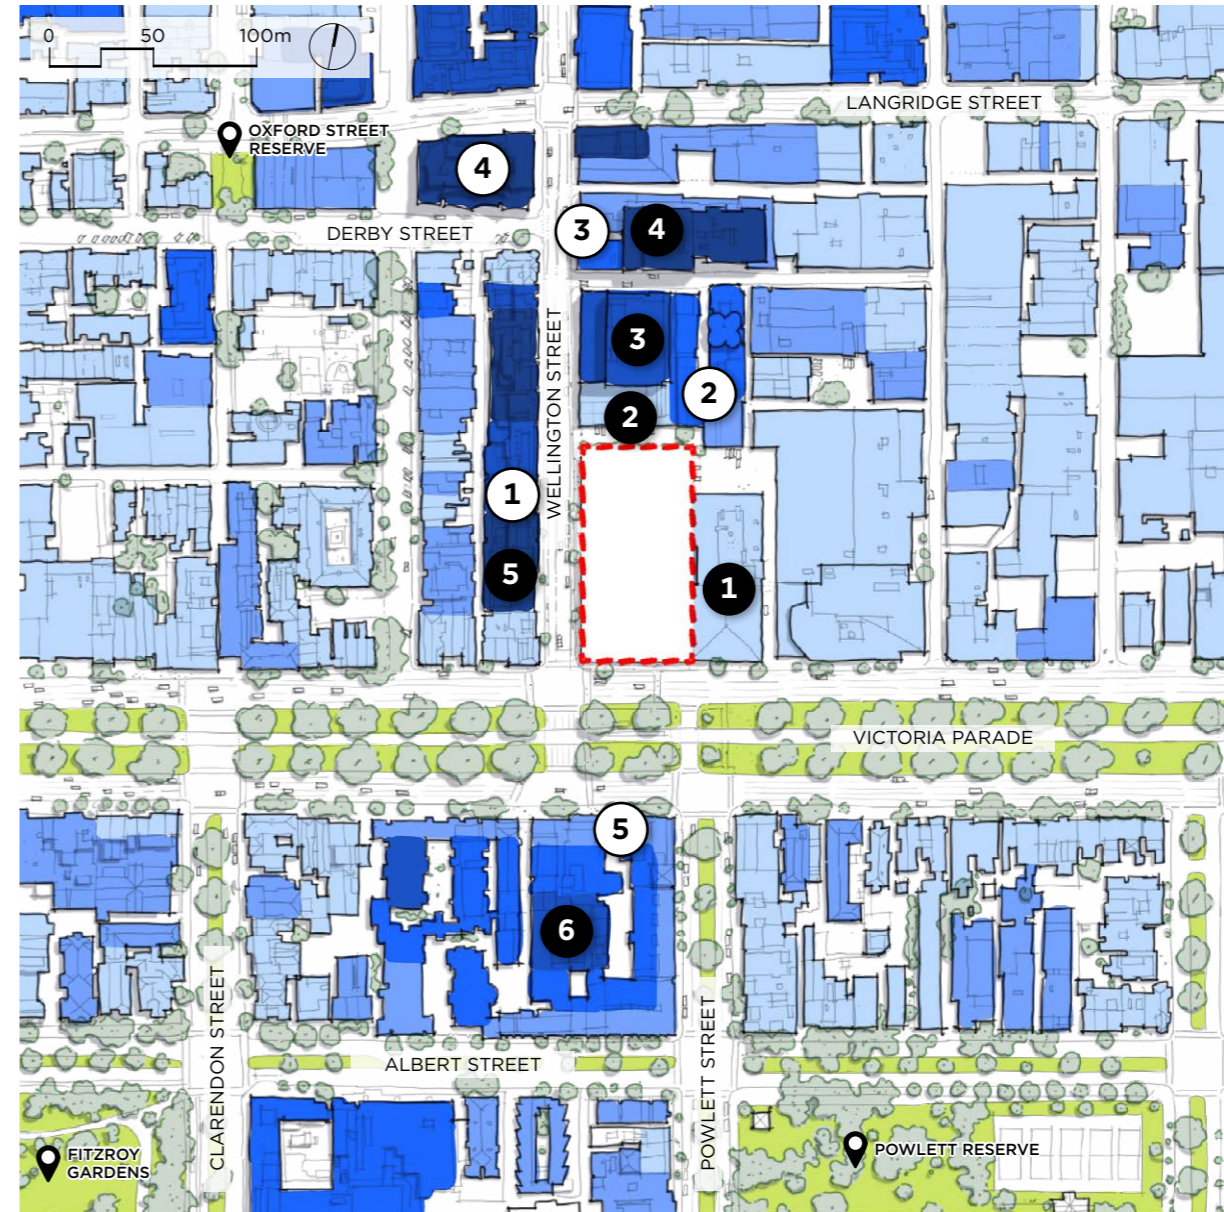 0 50 100m
LANGRIDGE STREET
OXFORD STREET
RESERVE
4
DERBY STREET
3
4
3
2
2
WELLINGTON STREET
1
5
1
VICTORIA PARADE
5
6
CLARENDON STREET
POWLETT STREET
ALBERT STREET
FITZROY
GARDENS
POWLETT RESERVE